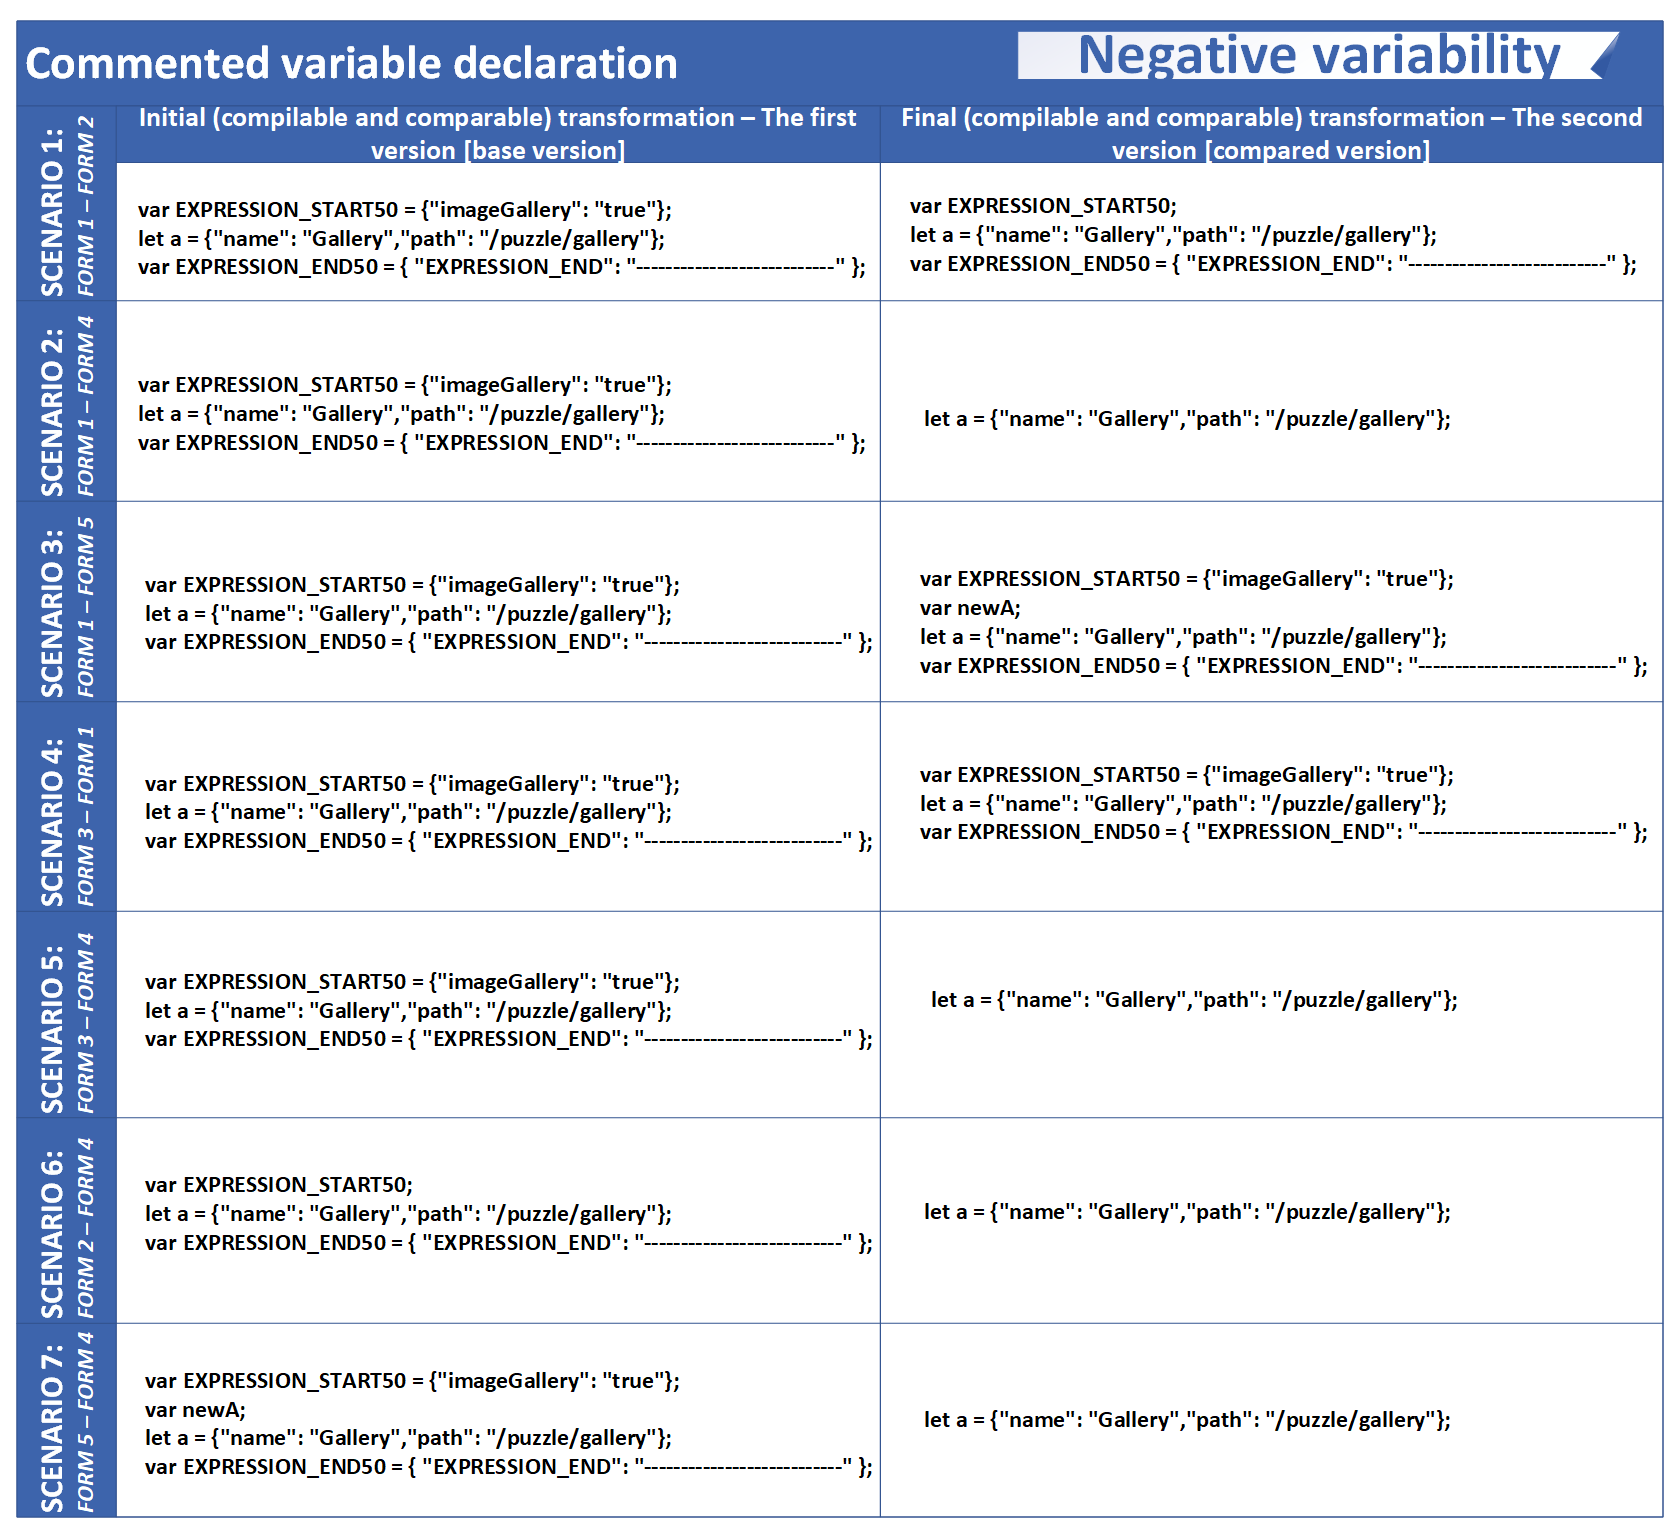 Commented variable declaration
Negative variability
Initial (compilable and comparable) transformation – The first
version [base version]
Final (compilable and comparable) transformation – The second
version [compared version]
SCENARIO 1:
FORM 1 – FORM 2
var EXPRESSION_START50 = {"imageGallery": "true"};
let a = {"name": "Gallery","path": "/puzzle/gallery"};
var EXPRESSION_END50 = { "EXPRESSION_END": "---------------------------" };
var EXPRESSION_START50;
let a = {"name": "Gallery","path": "/puzzle/gallery"};
var EXPRESSION_END50 = { "EXPRESSION_END": "---------------------------" };
SCENARIO 2:
FORM 1 – FORM 4
var EXPRESSION_START50 = {"imageGallery": "true"};
let a = {"name": "Gallery","path": "/puzzle/gallery"};
var EXPRESSION_END50 = { "EXPRESSION_END": "---------------------------" };
let a = {"name": "Gallery","path": "/puzzle/gallery"};
SCENARIO 3:
FORM 1 – FORM 5
var EXPRESSION_START50 = {"imageGallery": "true"};
let a = {"name": "Gallery","path": "/puzzle/gallery"};
var EXPRESSION_END50 = { "EXPRESSION_END": "---------------------------" };
var EXPRESSION_START50 = {"imageGallery": "true"};
var newA;
let a = {"name": "Gallery","path": "/puzzle/gallery"};
var EXPRESSION_END50 = { "EXPRESSION_END": "---------------------------" };
SCENARIO 4:
FORM 3 – FORM 1
var EXPRESSION_START50 = {"imageGallery": "true"};
let a = {"name": "Gallery","path": "/puzzle/gallery"};
var EXPRESSION_END50 = { "EXPRESSION_END": "---------------------------" };
var EXPRESSION_START50 = {"imageGallery": "true"};
let a = {"name": "Gallery","path": "/puzzle/gallery"};
var EXPRESSION_END50 = { "EXPRESSION_END": "---------------------------" };
SCENARIO 5:
FORM 3 – FORM 4
var EXPRESSION_START50 = {"imageGallery": "true"};
let a = {"name": "Gallery","path": "/puzzle/gallery"};
var EXPRESSION_END50 = { "EXPRESSION_END": "---------------------------" };
let a = {"name": "Gallery","path": "/puzzle/gallery"};
SCENARIO 6:
FORM 2 – FORM 4
var EXPRESSION_START50;
let a = {"name": "Gallery","path": "/puzzle/gallery"};
var EXPRESSION_END50 = { "EXPRESSION_END": "---------------------------" };
let a = {"name": "Gallery","path": "/puzzle/gallery"};
SCENARIO 7:
FORM 5 – FORM 4
var EXPRESSION_START50 = {"imageGallery": "true"};
var newA;
let a = {"name": "Gallery","path": "/puzzle/gallery"};
var EXPRESSION_END50 = { "EXPRESSION_END": "---------------------------" };
let a = {"name": "Gallery","path": "/puzzle/gallery"};